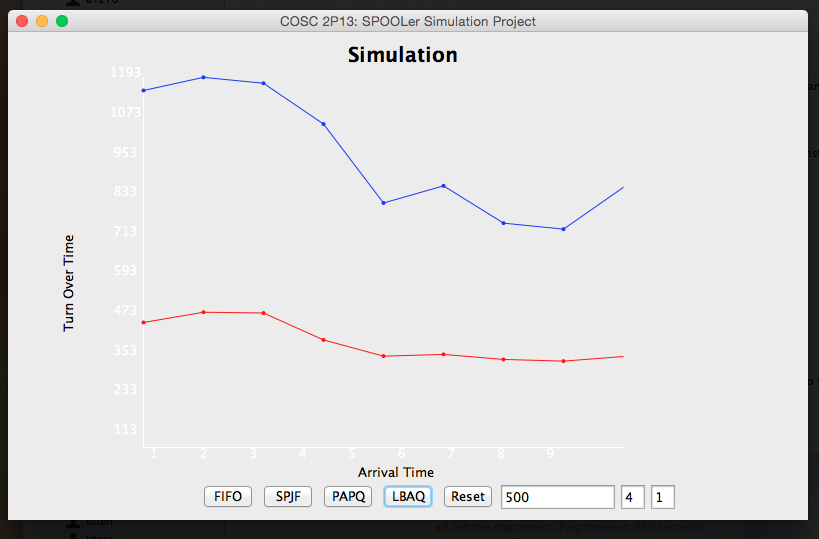 COSC 2P13: SPOOLer Simulation Project
Simulation
1193
1073
953
833
713
593
473
353
233
113
Turn Over Time
1 2 3 4 5 6 7 8 9
Arrival Time
FIFO SPJF PAPQ LBAQ Reset 500 4 1